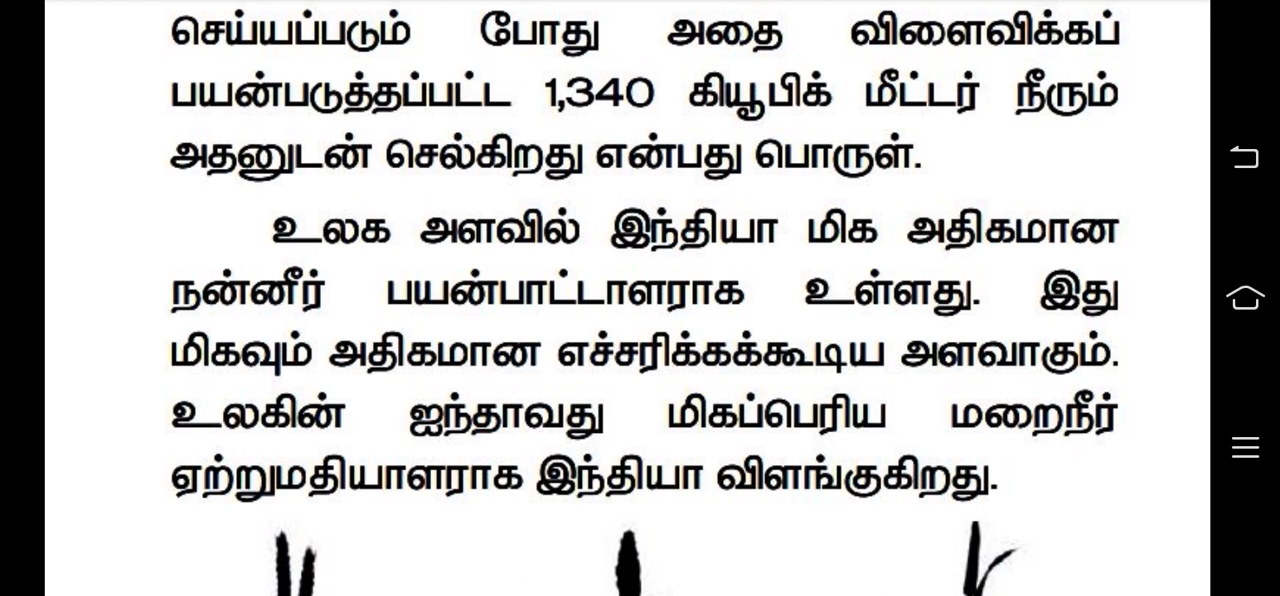 செய்யப்படும் போது அதை விளைவிக்கப்
பயன்படுத்தப்பட்ட 1,340 கியூபிக் மீட்டர் நீரும்
அதனுடன் செல்கிறது என்பது பொருள்.
உலக அளவில் இந்தியா மிக அதிகமான
நன்னீர் பயன்பாட்டாளராக உள்ளது. இது
மிகவும் அதிகமான எச்சரிக்கக்கூடிய அளவாகும்.
உலகின் ஐந்தாவது மிகப்பெரிய மறைநீர்
ஏற்றுமதியாளராக இந்தியா விளங்குகிறது.